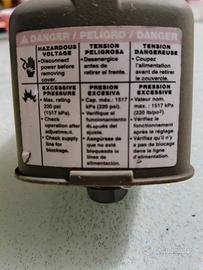 DANGER / PELIGRO / DANGER
HAZARDOUS
VOLTAGE
• Disconnect
power before
removing
cover.
TENSION
PELIGROSA
• Desenergice
antes de
retirar el frente.
TENSION
DANGEREUSE
• Coupez
l'alimentation
avant de retirer
le couvercle.
EXCESSIVE
PRESSURE
• Max. rating
220 psi
(1517 kPa)
• Check
operation after
adjustment.
• Check supply
line for
blockage.
PRESION
EXCESIVA
• Cap. máx.: 1517
kPa (220 psi)
• Verifique el
funcionamiento
después del
ajuste.
• Asegúrese de
que no esté
bloqueada la
línea de
alimentación.
PRESSION
EXCESSIVE
• Valeur nom.
max.: 1517 kPa
(220 lb/po²)
• Vérifiez le
fonctionnement
après le réglage
• Vérifiez qu'il n'y
a pas de blocage
dans la ligne
d'alimentation.